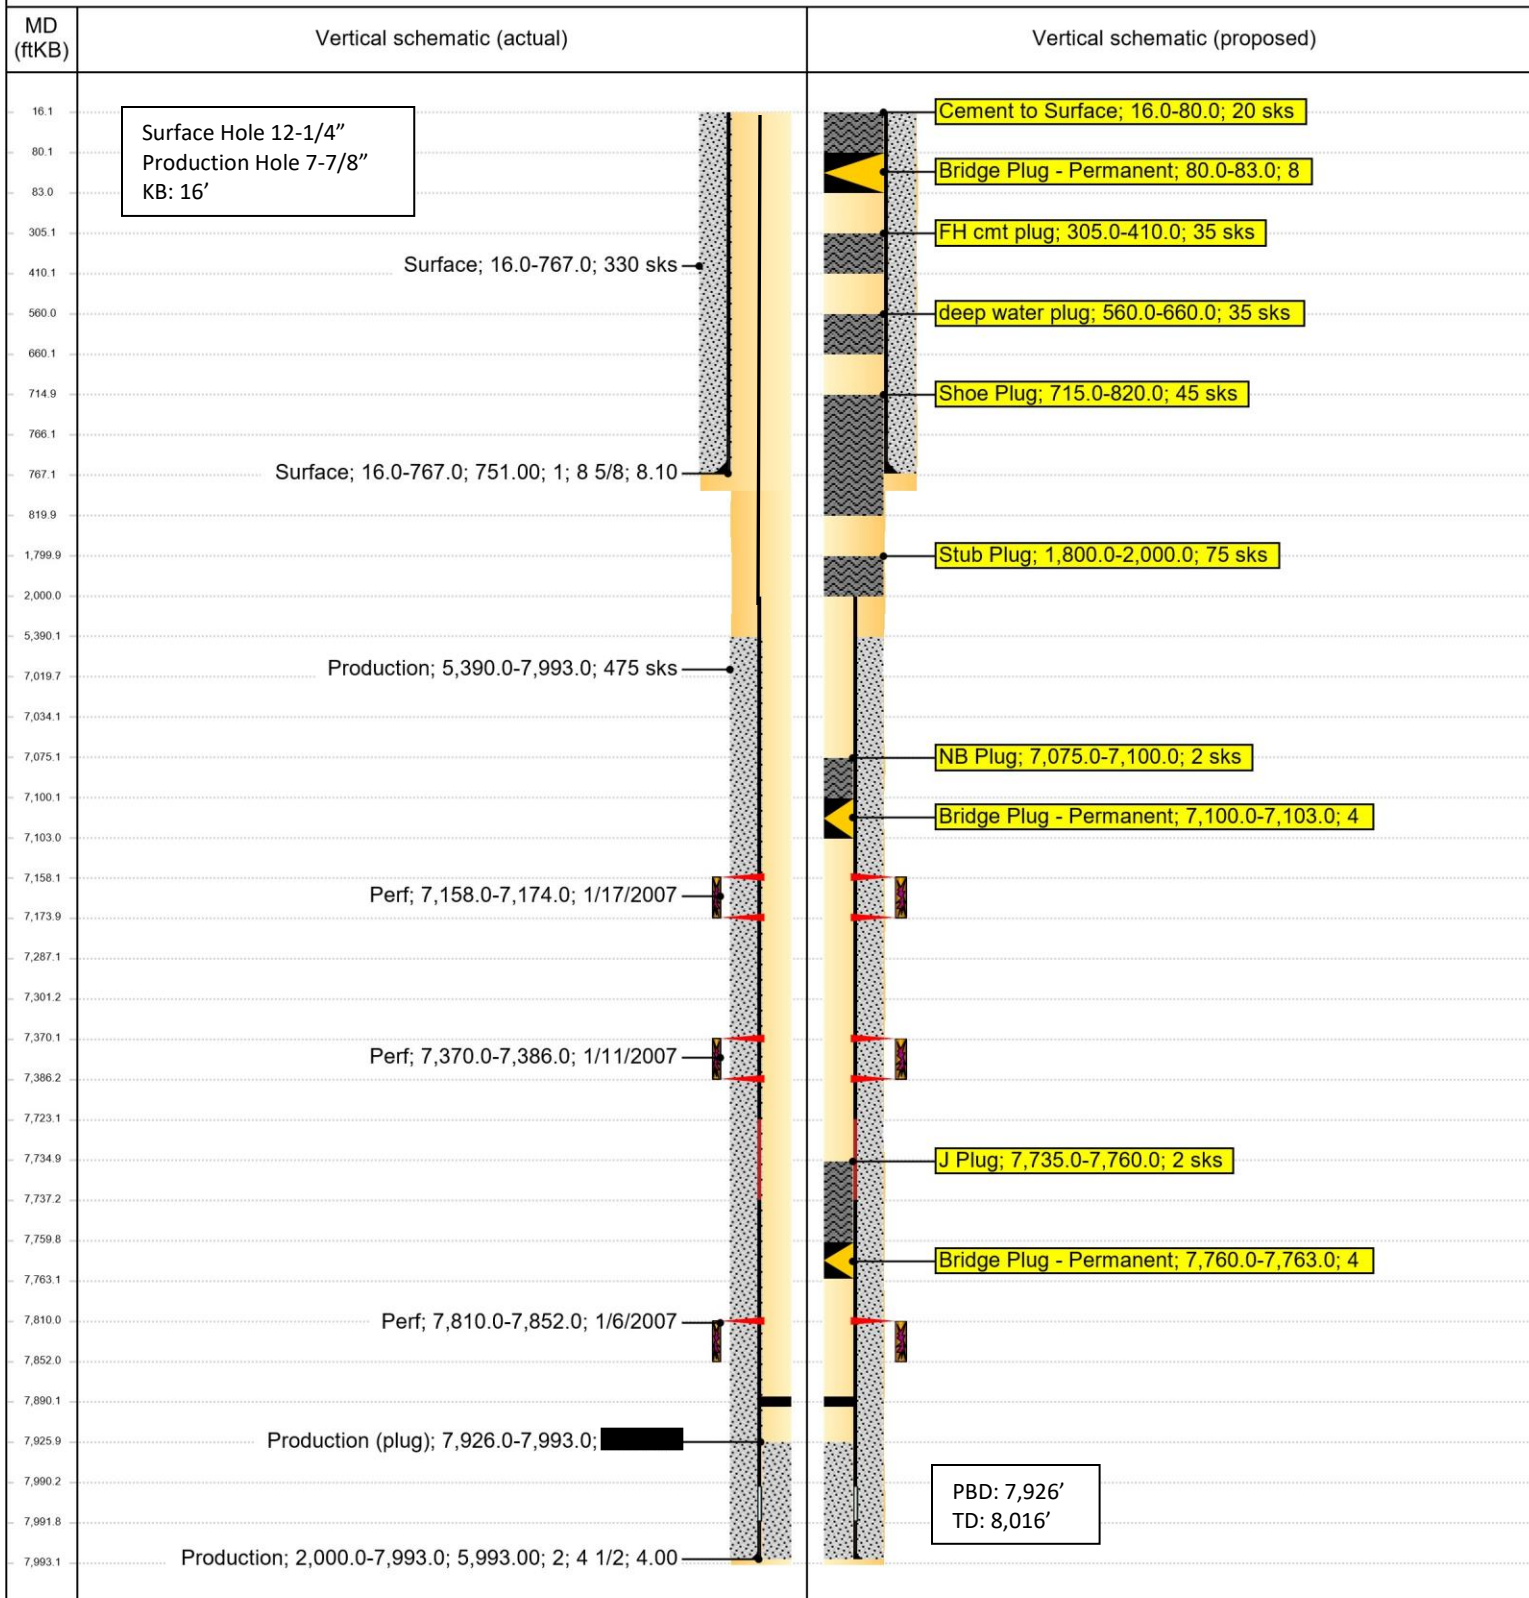 MD
(ftKB)
Vertical schematic (actual)
Vertical schematic (proposed)
Surface Hole 12-1/4”
Production Hole 7-7/8”
KB: 16’
16.1
Cement to Surface; 16.0-80.0; 20 sks
80.1
Bridge Plug - Permanent; 80.0-83.0; 8
83.0
305.1
FH cmt plug; 305.0-410.0; 35 sks
Surface; 16.0-767.0; 330 sks
410.1
560.0
deep water plug; 560.0-660.0; 35 sks
660.1
714.9
Shoe Plug; 715.0-820.0; 45 sks
766.1
Surface; 16.0-767.0; 751.00; 1; 8 5/8; 8.10
767.1
819.9
1,799.9
Stub Plug; 1,800.0-2,000.0; 75 sks
2,000.0
5,390.1
Production; 5,390.0-7,993.0; 475 sks
7,019.7
7,034.1
7,075.1
NB Plug; 7,075.0-7,100.0; 2 sks
7,100.1
Bridge Plug - Permanent; 7,100.0-7,103.0; 4
7,103.0
7,158.1
Perf; 7,158.0-7,174.0; 1/17/2007
7,173.9
7,287.1
7,301.2
7,370.1
Perf; 7,370.0-7,386.0; 1/11/2007
7,386.2
7,723.1
7,734.9
J Plug; 7,735.0-7,760.0; 2 sks
7,737.2
7,759.8
Bridge Plug - Permanent; 7,760.0-7,763.0; 4
7,763.1
7,810.0
Perf; 7,810.0-7,852.0; 1/6/2007
7,852.0
7,890.1
7,925.9
Production (plug); 7,926.0-7,993.0;
7,990.2
PBD: 7,926’
TD: 8,016’
7,991.8
Production; 2,000.0-7,993.0; 5,993.00; 2; 4 1/2; 4.00
7,993.1